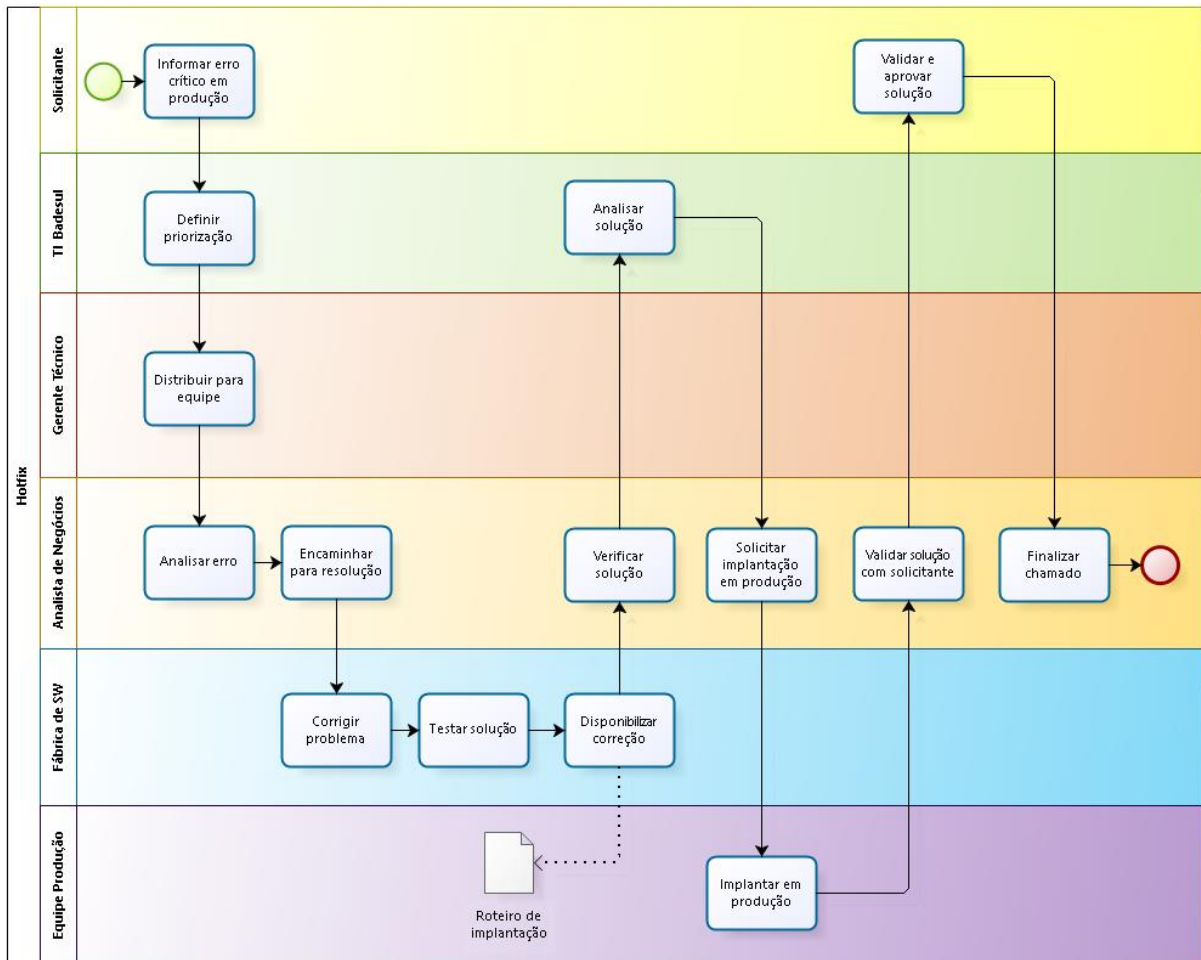 Hotfix
Solicitante
Informar erro
crítico em
produção
Validar e
aprovar
solução
TI Badesul
Definir
priorização
Analisar
solução
Gerente Técnico
Distribuir para
equipe
Analista de Negócios
Analisar erro
Encaminhar
para resolução
Verificar
solução
Solicitar
implantação
em produção
Validar solução
com solicitante
Finalizar
chamado
Fábrica de SW
Corrigir
problema
Testar solução
Disponibilizar
correção
Equipe Produção
Roteiro de
implantação
Implantar em
produção